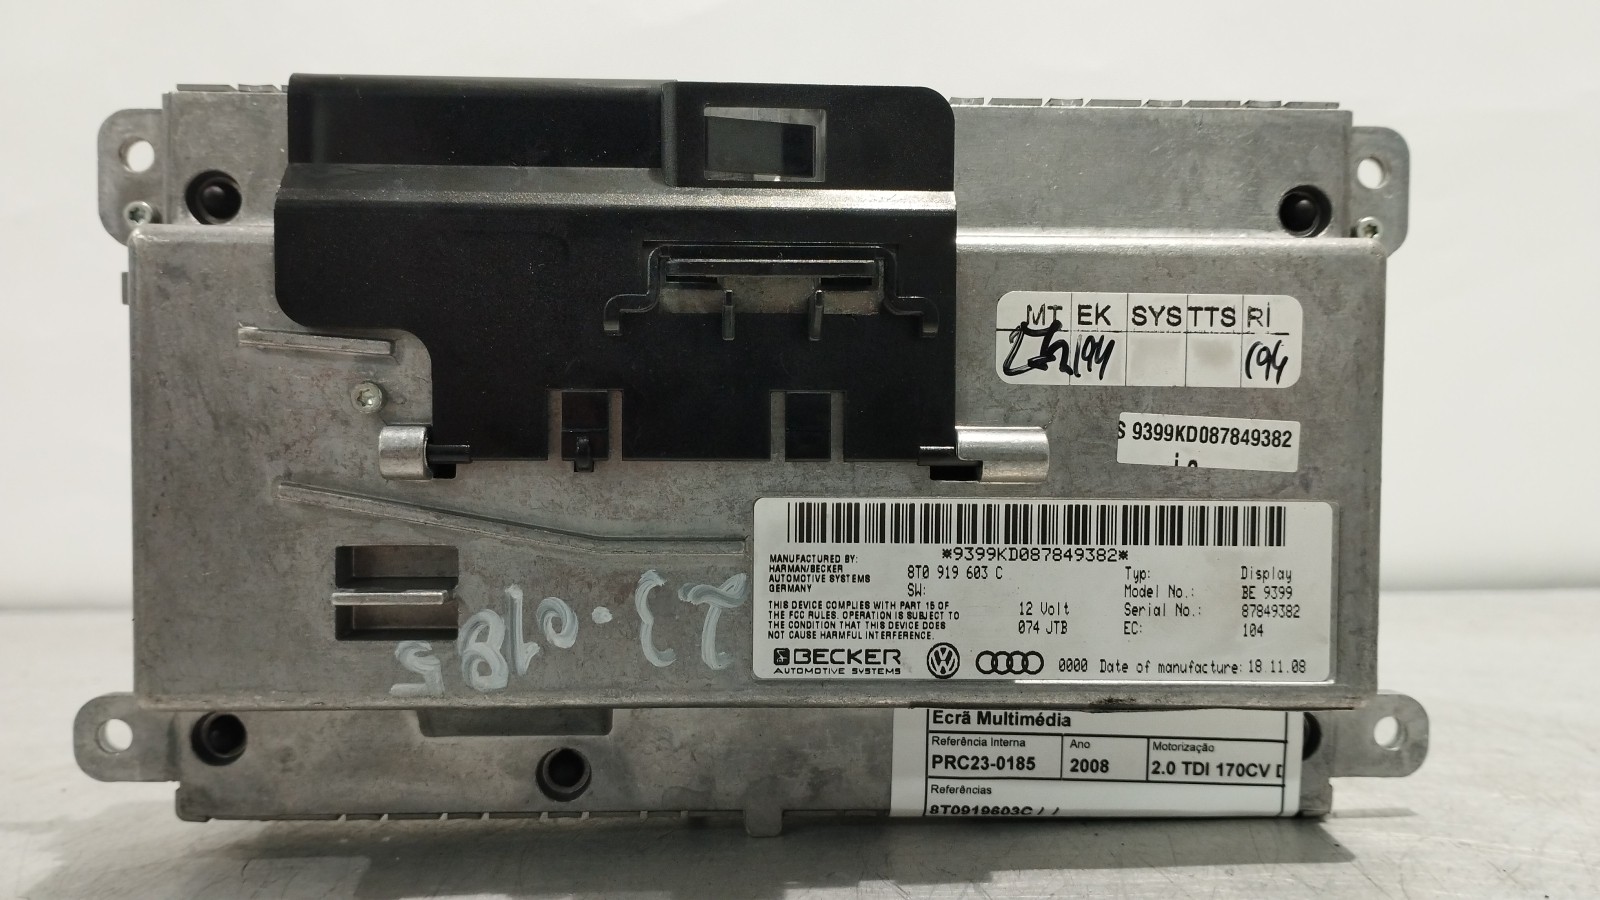 MT EK SYS TTS RI
194 194
S 9399KD087849382
*9399KD087849382*
MANUFACTURED BY:
HARMAN/BECKER
AUTOMOTIVE SYSTEMS
GERMANY
8T0 919 603 C
SW:
Typ: Display
Model No.: BE 9399
Serial No.: 87849382
EC: 104
12 Volt
074 JTB
THIS DEVICE COMPLIES WITH PART 15 OF
THE FCC RULES. OPERATION IS SUBJECT TO
THE CONDITION THAT THIS DEVICE DOES
NOT CAUSE HARMFUL INTERFERENCE.
BECKER
AUTOMOTIVE SYSTEMS
0000 Date of manufacture: 18.11.08
23-0185
Ecrã Multimédia
Referência Interna
PRC23-0185
Ano
2008
Motorização
2.0 TDI 170CV
Referências
8T0919603C / /